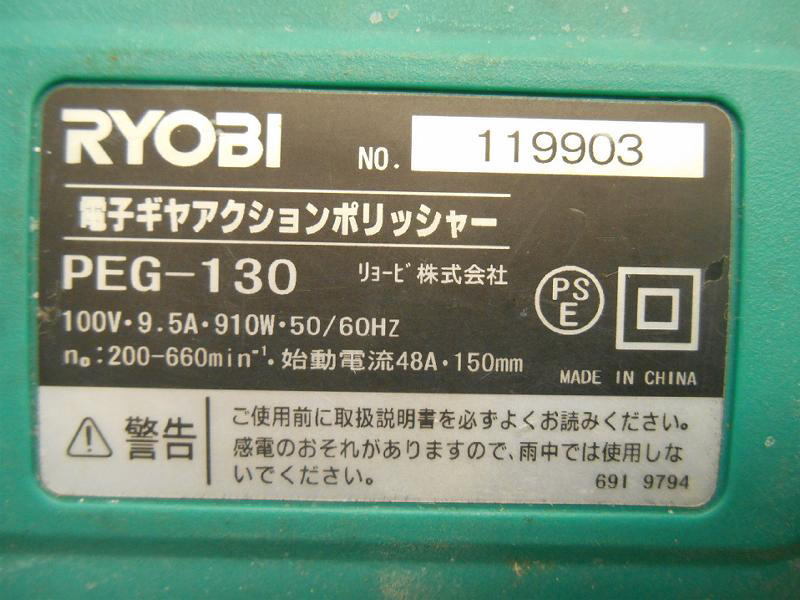 RYOBI
NO. 119903
電子ギヤアクションポリッシャー
PEG-130 リョービ株式会社
PS
E
100V・9.5A・910W・50/60HZ
n₀:200-660min⁻¹・始動電流48A・150mm
MADE IN CHINA
警告
ご使用前に取扱説明書を必ずよくお読みください。
感電のおそれがありますので、雨中では使用しな
いでください。
691 9794